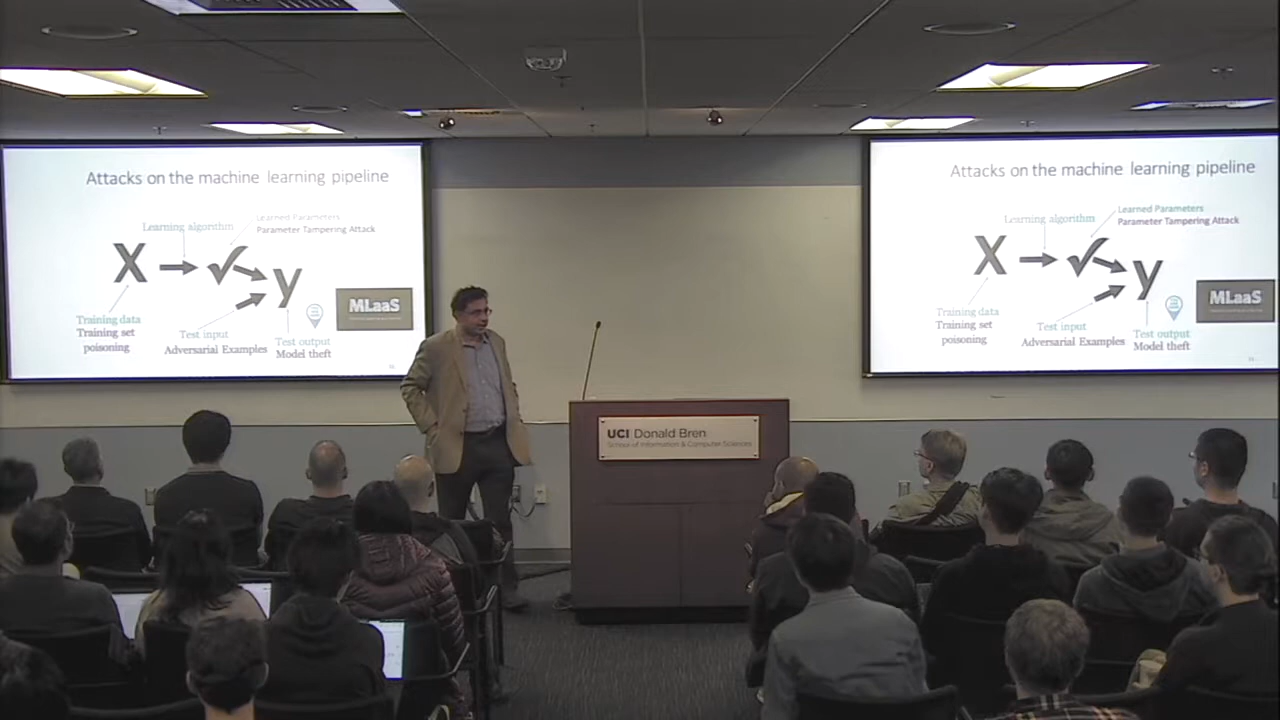 Attacks on the machine learning pipeline
Learning algorithm
Learned Parameters
Parameter Tampering Attack
X
y
MLaaS
Training data
Training set
poisoning
Test input
Adversarial Examples
Test output
Model theft
UCI Donald Bren
School of Information & Computer Sciences
Attacks on the machine learning pipeline
Learned Parameters
Learning algorithm
Parameter Tampering Attack
X
y
MLaaS
Training data
Training set
poisoning
Test input
Adversarial Examples
Test output
Model theft